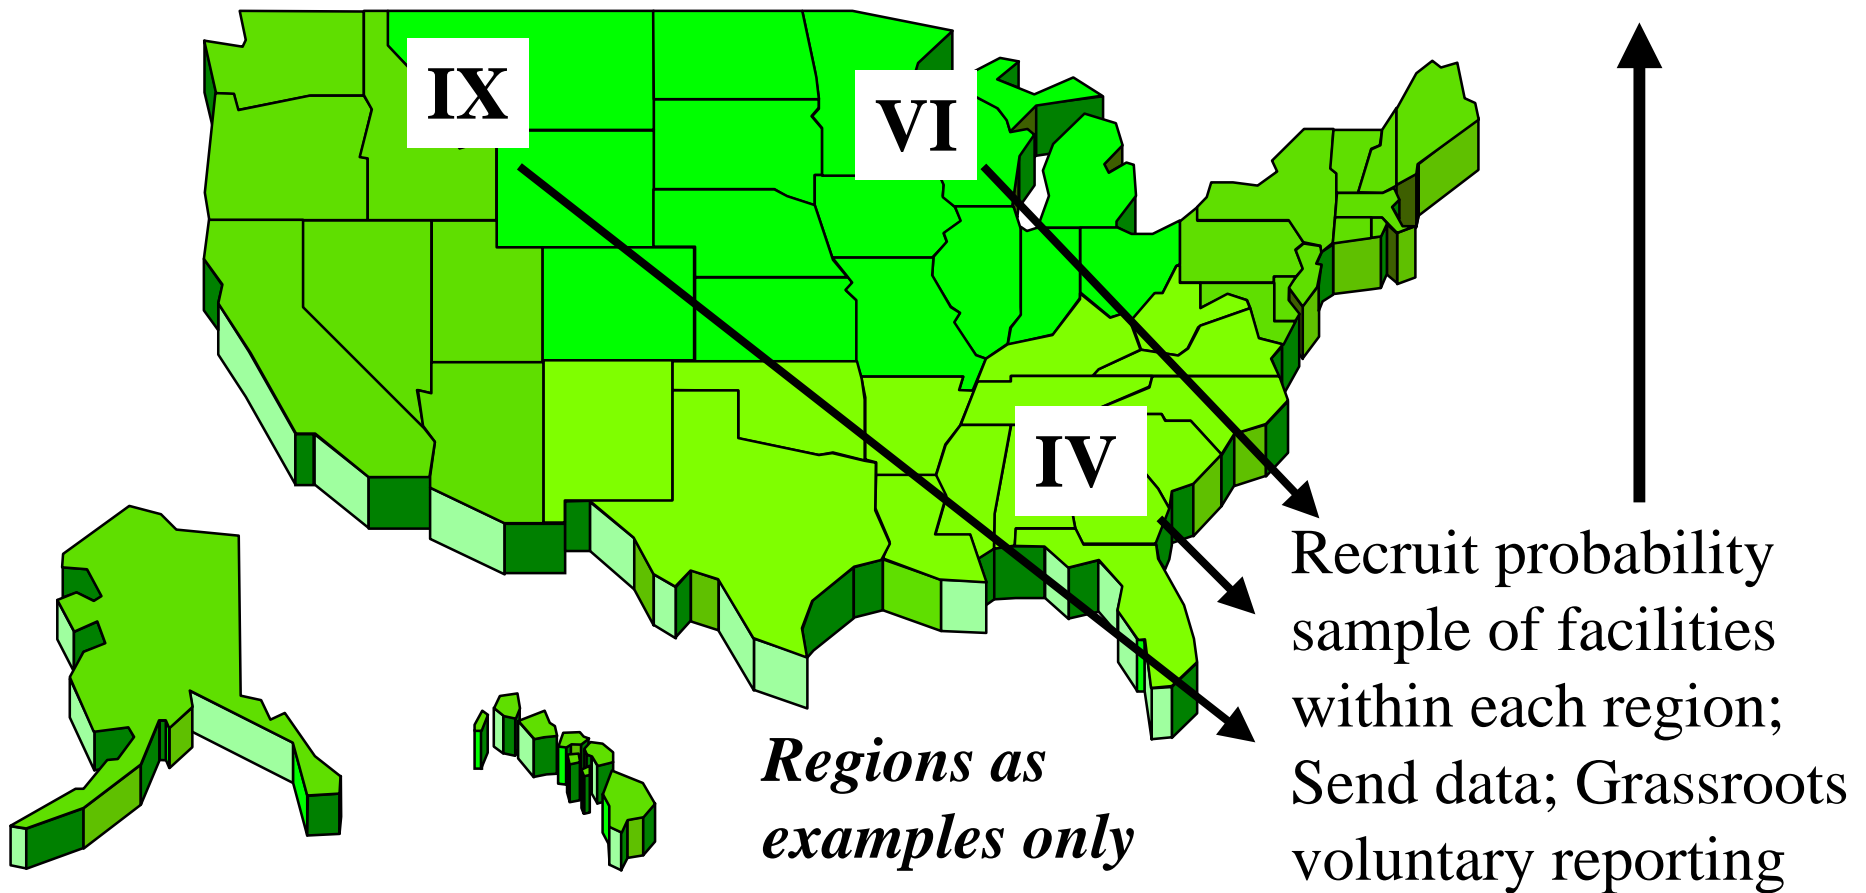 IX
VI
IV
Recruit probability
sample of facilities
within each region;
Send data; Grassroots
voluntary reporting
Regions as
examples only